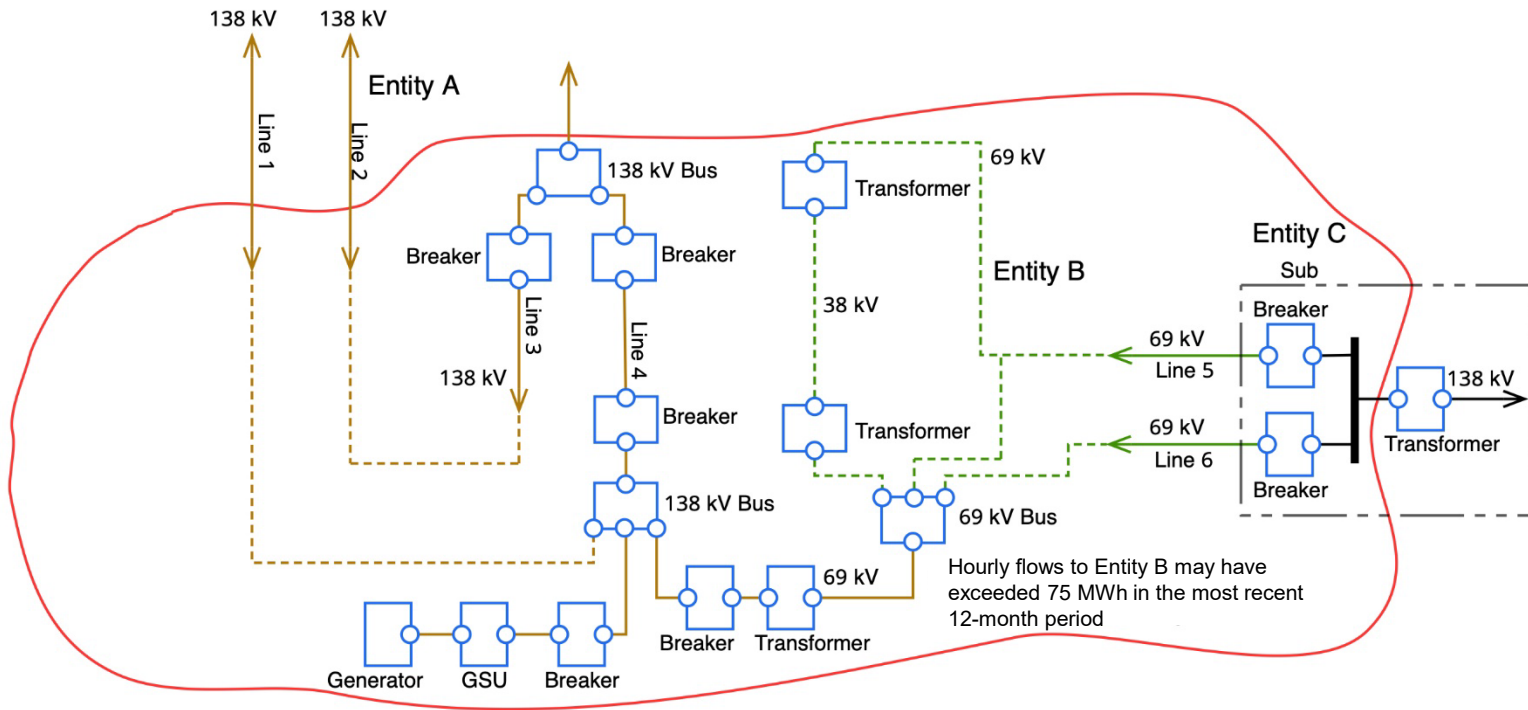 138 kV
138 kV
Entity A
Line 1
Line 2
138 kV Bus
69 kV
Transformer
Breaker
Breaker
Entity C
Sub
Entity B
Breaker
Line 3
Line 4
38 kV
69 kV
Line 5
138 kV
138 kV
Breaker
Transformer
69 kV
Line 6
Transformer
Breaker
138 kV Bus
69 kV Bus
69 kV
Hourly flows to Entity B may have
exceeded 75 MWh in the most recent
12-month period
Breaker
Transformer
Generator
GSU
Breaker